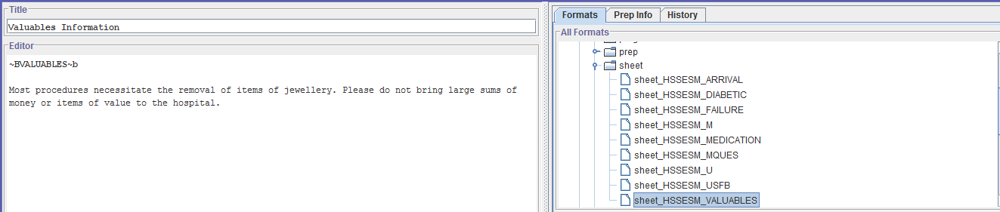 Title
Valuables Information
Editor
~BVALUABLES~b
Most procedures necessitate the removal of items of jewellery. Please do not bring large sums of
money or items of value to the hospital.
Formats
Prep Info
History
All Formats
prep
sheet
sheet_HSSESM_ARRIVAL
sheet_HSSESM_DIABETIC
sheet_HSSESM_FAILURE
sheet_HSSESM_M
sheet_HSSESM_MEDICATION
sheet_HSSESM_MQUES
sheet_HSSESM_U
sheet_HSSESM_USFB
sheet_HSSESM_VALUABLES